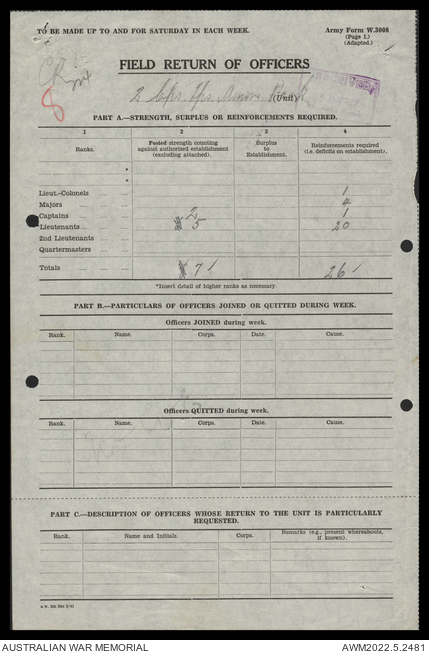 TO BE MADE UP TO AND FOR SATURDAY IN EACH WEEK.
Army Form W.3008
(Page 1.)
(Adapted.)
8
FIELD RETURN OF OFFICERS
2 (Unit)
PART A.—STRENGTH, SURPLUS OR REINFORCEMENTS REQUIRED.
1 2 3 4
Ranks. Posted strength counting against authorized establishment (excluding attached). Surplus to Establishment. Reinforcements required (i.e. deficits on establishment).
*
*
Lieut.-Colonels 1
Majors 4
Captains 2 1
Lieutenants 5 20
2nd Lieutenants
Quartermasters
Totals 7 26
*Insert detail of higher ranks as necessary
PART B.—PARTICULARS OF OFFICERS JOINED OR QUITTED DURING WEEK.
Officers JOINED during week.
Rank. Name. Corps. Date. Cause.
Officers QUITTED during week.
Rank. Name. Corps. Date. Cause.
PART C.—DESCRIPTION OF OFFICERS WHOSE RETURN TO THE UNIT IS PARTICULARLY
REQUESTED.
Rank. Name and Initials. Corps. Remarks (e.g., present whereabouts, if known).
AUSTRALIAN WAR MEMORIAL AWM2022.5.2481